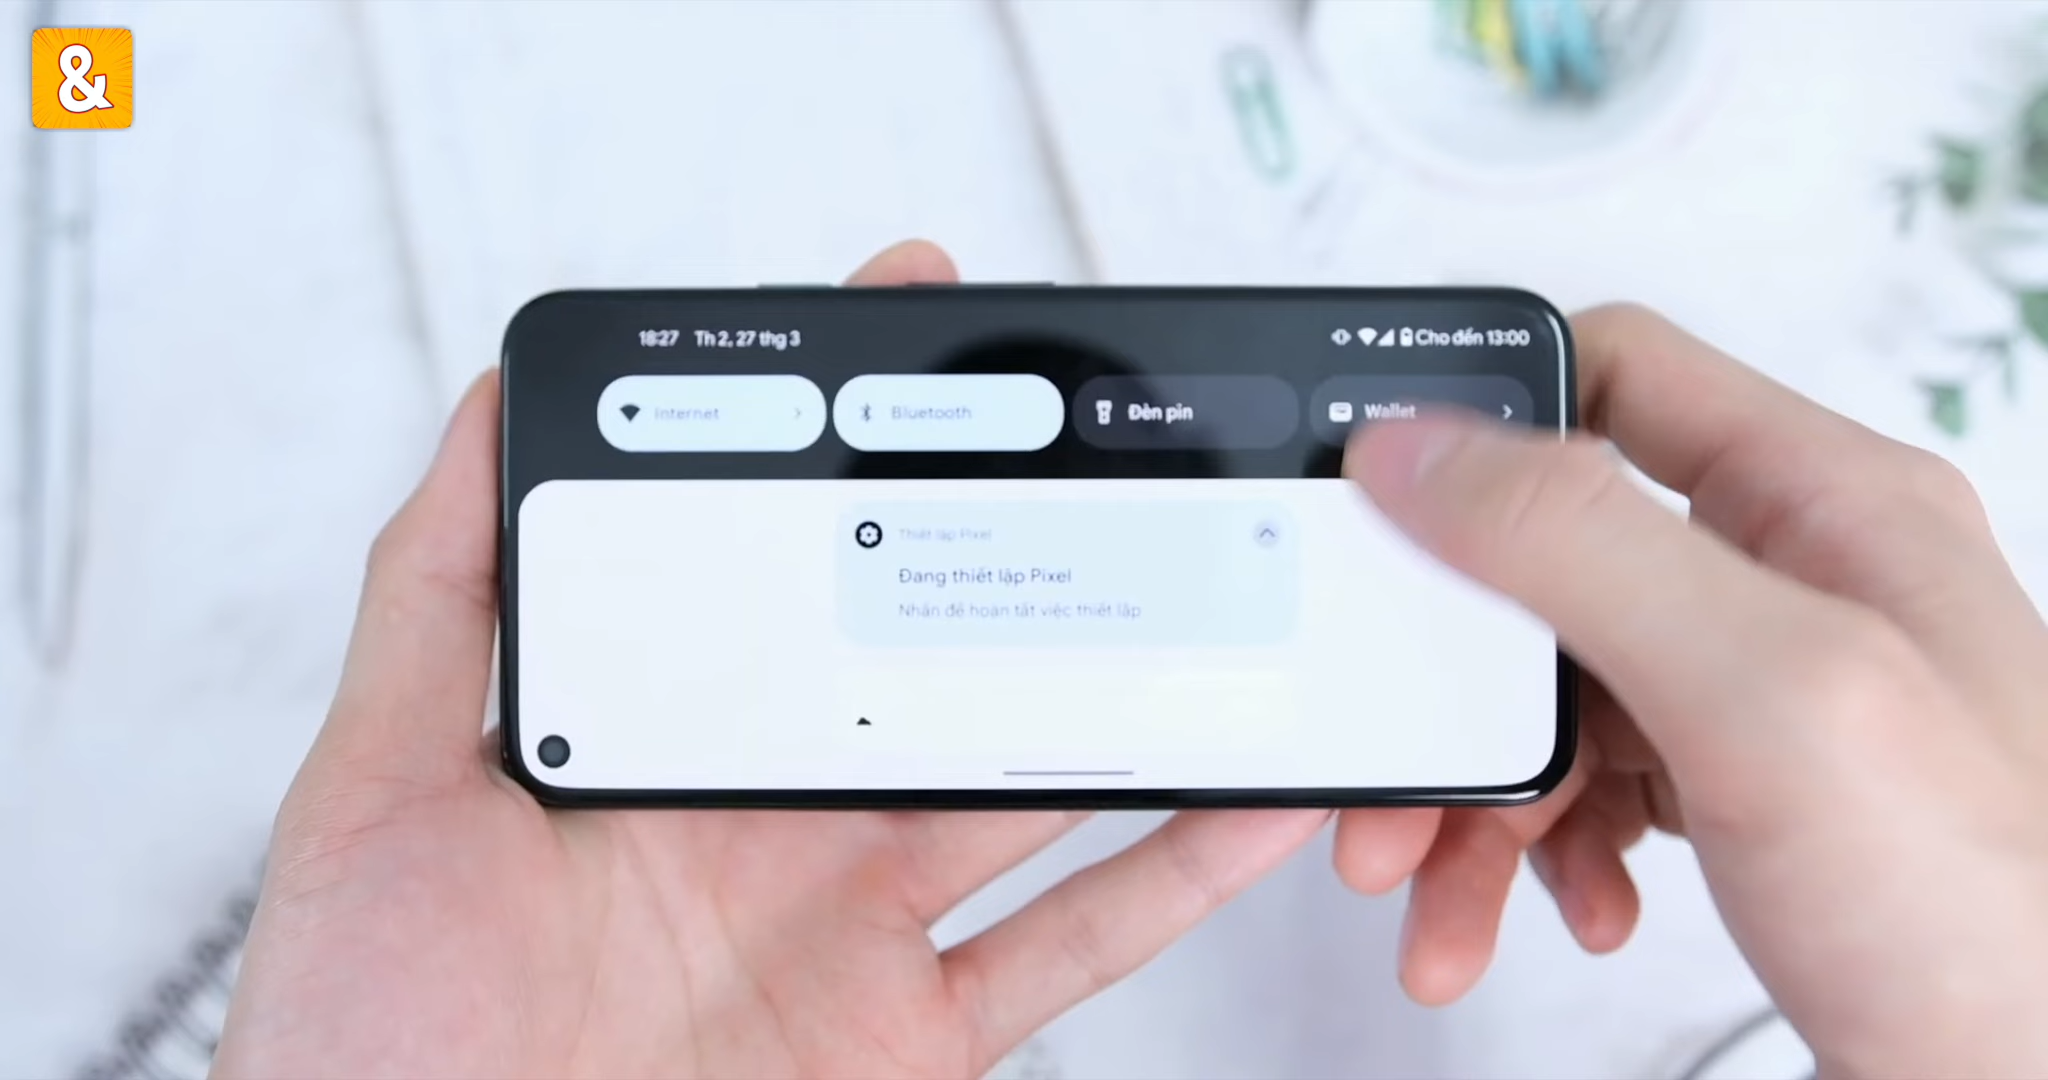 &
18:27 Th 2, 27 thg 3
Cho đến 13:00
Internet
Bluetooth
Đèn pin
Wallet
Thiết lập Pixel
Đang thiết lập Pixel
Nhấn để hoàn tất việc thiết lập